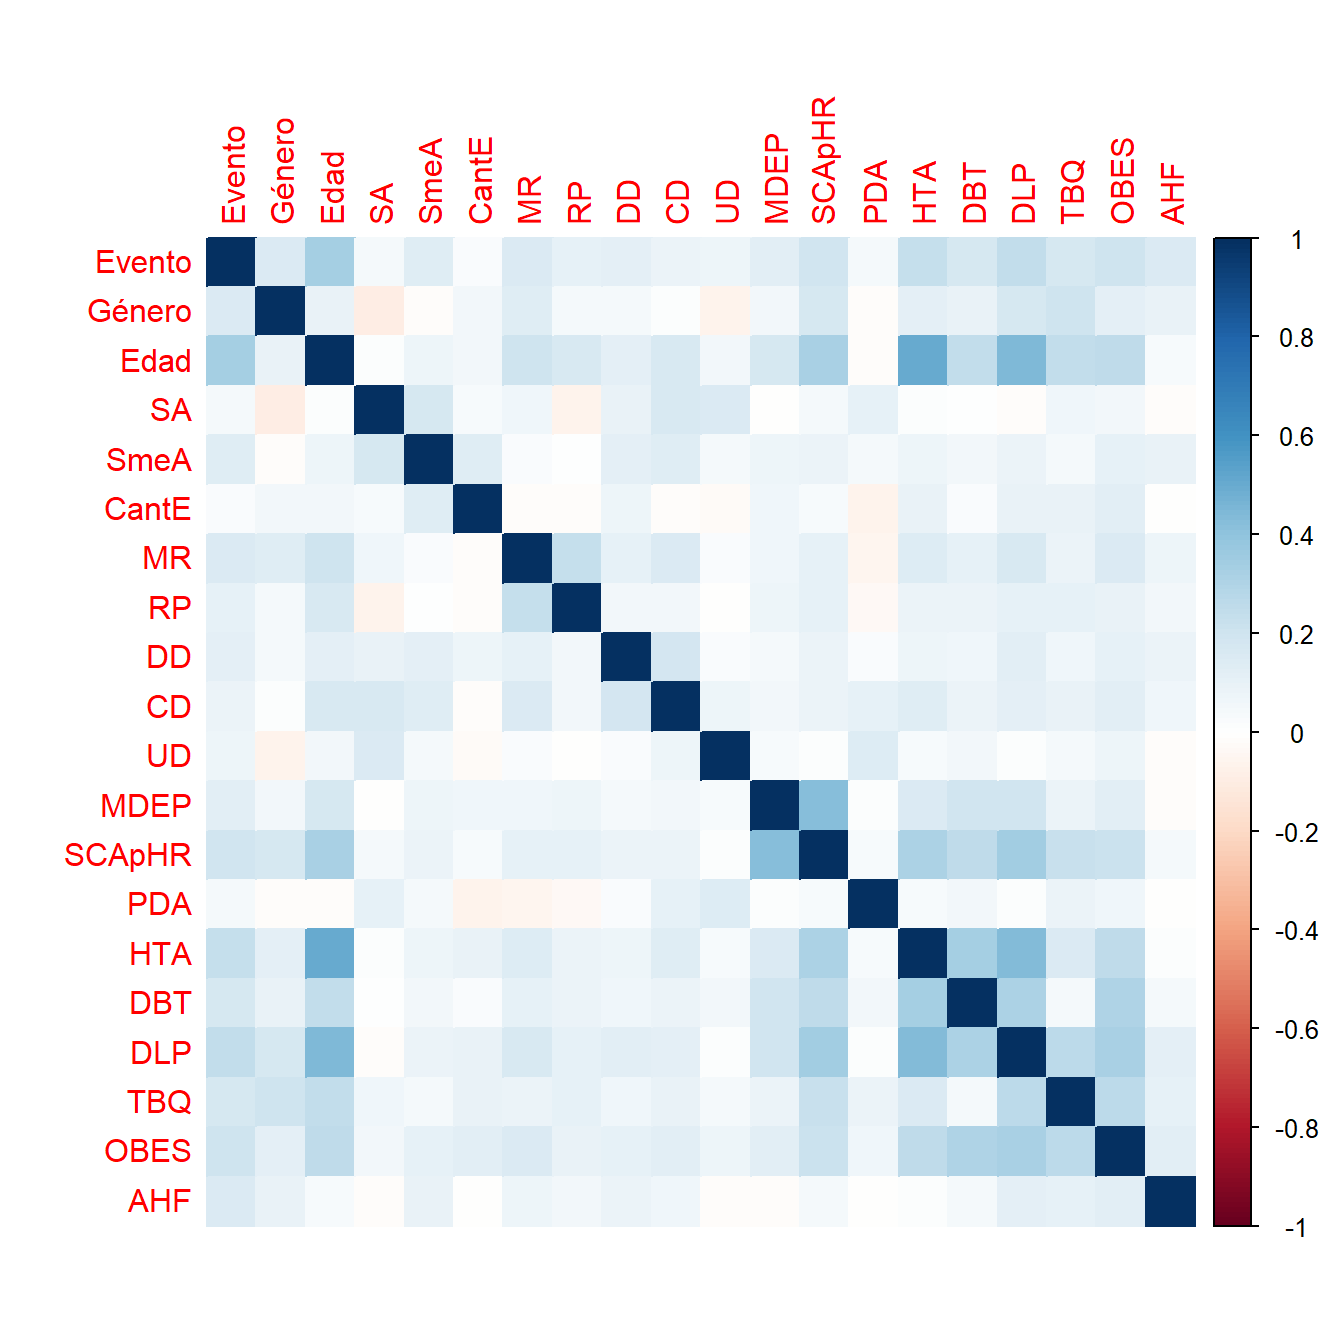 Evento
Género
Edad
SA
SmeA
CantE
MR
RP
DD
CD
UD
MDEP
SCApHR
PDA
HTA
DBT
DLP
TBQ
OBES
AHF
Evento
Género
Edad
SA
SmeA
CantE
MR
RP
DD
CD
UD
MDEP
SCApHR
PDA
HTA
DBT
DLP
TBQ
OBES
AHF
1
0.8
0.6
0.4
0.2
0
-0.2
-0.4
-0.6
-0.8
-1